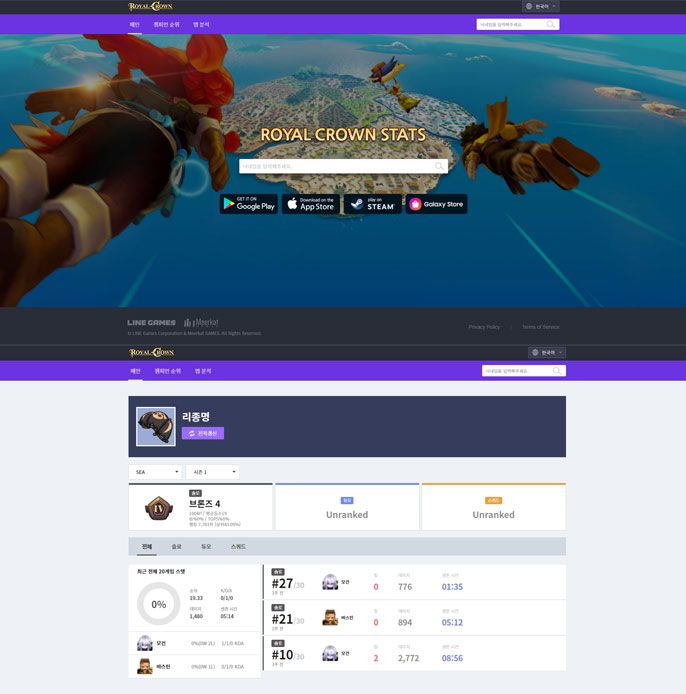 ROYAL CROWN
한국어
메인 챔피언 순위 맵 분석
닉네임을 입력해주세요.
ROYAL CROWN STATS
닉네임을 입력해주세요.
GET IT ON Google Play
Download on the App Store
play on STEAM
Galaxy Store
LINE GAMES Meerkat
© LINE Games Corporation & Meerkat GAMES. All Rights Reserved.
Privacy Policy | Terms of Service
ROYAL CROWN
한국어
메인 챔피언 순위 맵 분석
닉네임을 입력해주세요.
리종명
전적갱신
SEA 시즌 1
솔로
IV
브론즈 4
듀오
Unranked
스쿼드
Unranked
전체 솔로 듀오 스쿼드
최근 전체 20게임 스탯
0%
순위
19.33
K/D/A
0/1/0
데미지
1,480
생존 시간
05:14
모건 0%(0W 2L) 1/1/0 KDA
바스틴 0%(0W 1L) 0/1/0 KDA
솔로
#27/30
모건
킬
0
데미지
776
생존 시간
01:35
솔로
#21/30
바스틴
킬
0
데미지
894
생존 시간
05:12
솔로
#10/30
모건
킬
2
데미지
2,772
생존 시간
08:56